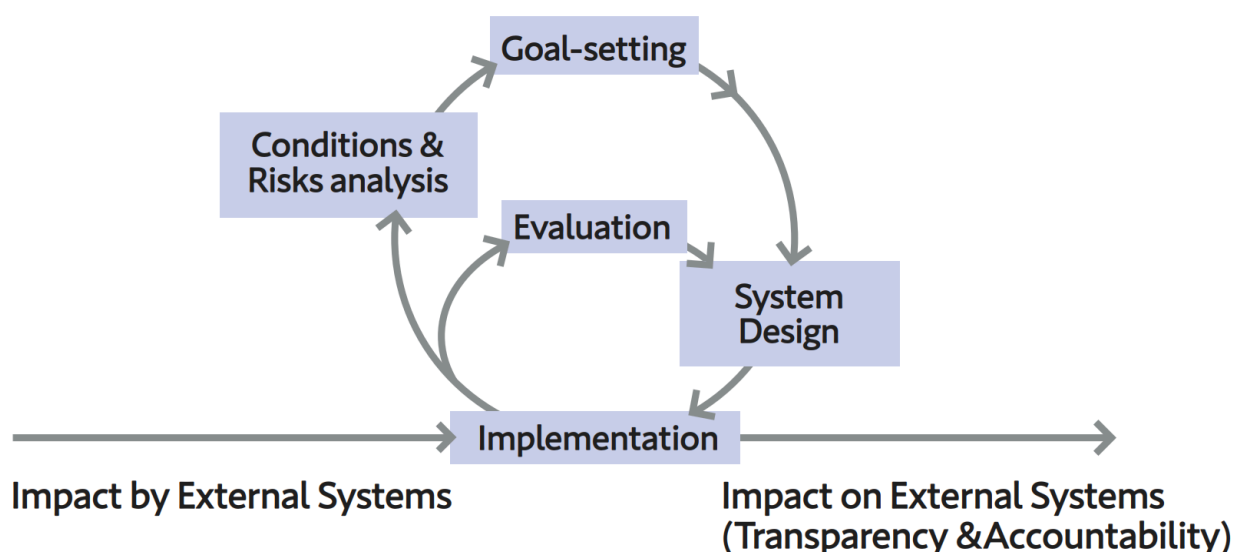 Goal-setting
Conditions &
Risks analysis
Evaluation
System
Design
Implementation
Impact by External Systems
Impact on External Systems
(Transparency &Accountability)